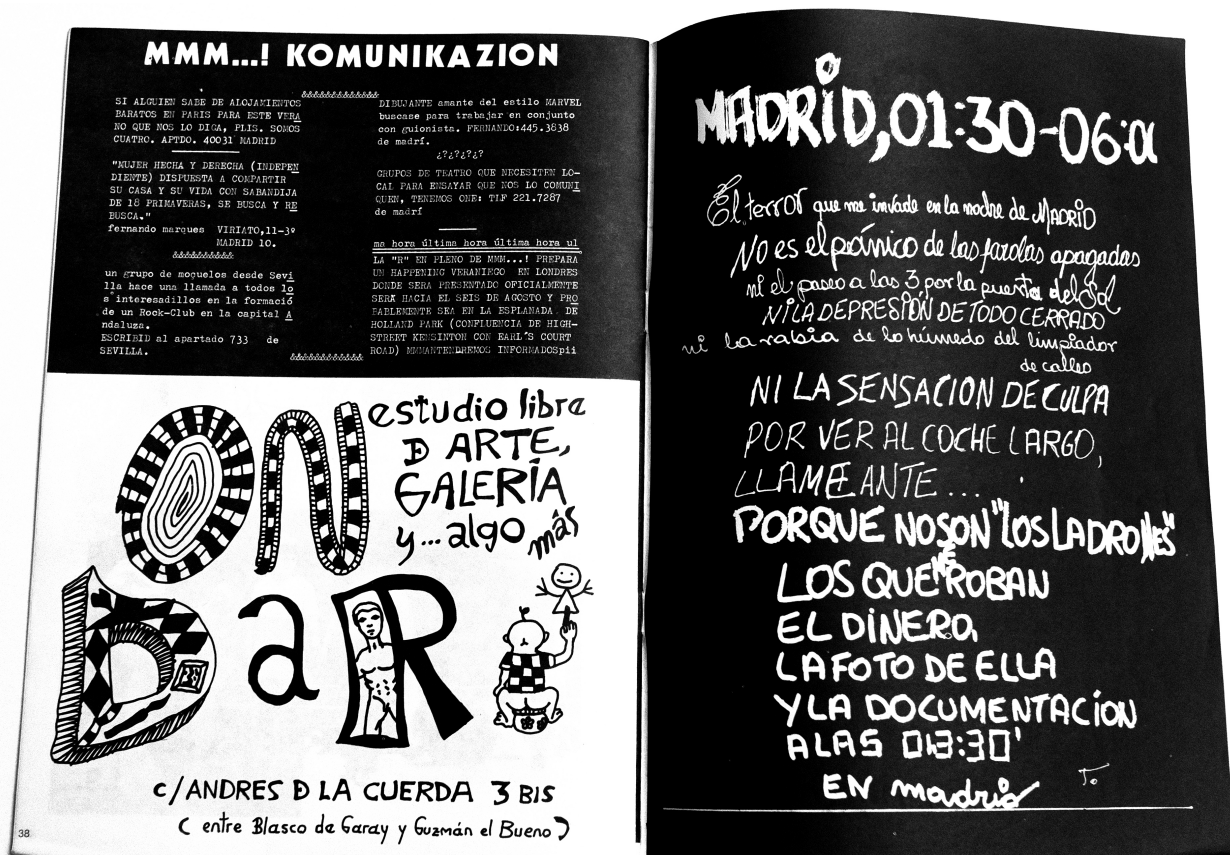 MMM...! KOMUNIKAZION
&&&&&&&&&&&&&
SI ALGUIEN SABE DE ALOJAMIENTOS
BARATOS EN PARIS PARA ESTE VERA
NO QUE NOS LO DIGA, PLIS. SOMOS
CUATRO. APTDO. 40031 MADRID
"MUJER HECHA Y DERECHA (INDEPEN
DIENTE) DISPUESTA A COMPARTIR
SU CASA Y SU VIDA CON SABANDIJA
DE 18 PRIMAVERAS, SE BUSCA Y RE
BUSCA."
fernando marques VIRIATO,11-3º
MADRID 10.
&&&&&&&&&&
un grupo de moquelos desde Sevi
lla hace una llamada a todos lo
s interesadillos en la formació
de un Rock-Club en la capital A
ndaluza.
ESCRIBID al apartado 733 de
SEVILLA.
DIBUJANTE amante del estilo MARVEL
buscase para trabajar en conjunto
con guionista. FERNANDO:445.3838
de madrí.
¿?¿?¿?¿?
GRUPOS DE TEATRO QUE NECESITEN LO-
CAL PARA ENSAYAR QUE NOS LO COMUNI
QUEN, TENEMOS ONE: TLF 221.7287
de madrí
ma hora última hora última hora ul
LA "R" EN PLENO DE MMM...! PREPARA
UN HAPPENING VERANIEGO EN LONDRES
DONDE SERA PRESENTADO OFICIALMENTE
SERA HACIA EL SEIS DE AGOSTO Y PRO
BABLEMENTE SEA EN LA ESPLANADA DE
HOLLAND PARK (CONFLUENCIA DE HIGH-
STREET KENSINTON CON EARL'S COURT
ROAD) MMMANTENDREMOS INFORMADOSpii
&&&&&&&&&&
ON
estudio libre
D ARTE,
GALERÍA
y... algo más
BaR
c/ANDRES D LA CUERDA 3 BIS
( entre Blasco de Garay y Guzmán el Bueno )
38
MADRID, 01:30-06:a
El terror que me invade en la noche de MADRID
NO es el pánico de las farolas apagadas
ni el paseo a las 3 por la puerta del Sol
NI LA DEPRESIÓN DE TODO CERRADO
ni la rabia de lo húmedo del limpiador
de calles
NI LA SENSACION DE CULPA
POR VER AL COCHE LARGO,
LLAMEANTE...
PORQUE NO SON "LOS LADRONES"
LOS QUE ME ROBAN
EL DINERO,
LA FOTO DE ELLA
Y LA DOCUMENTACION
A LAS 03:30'
EN madrid